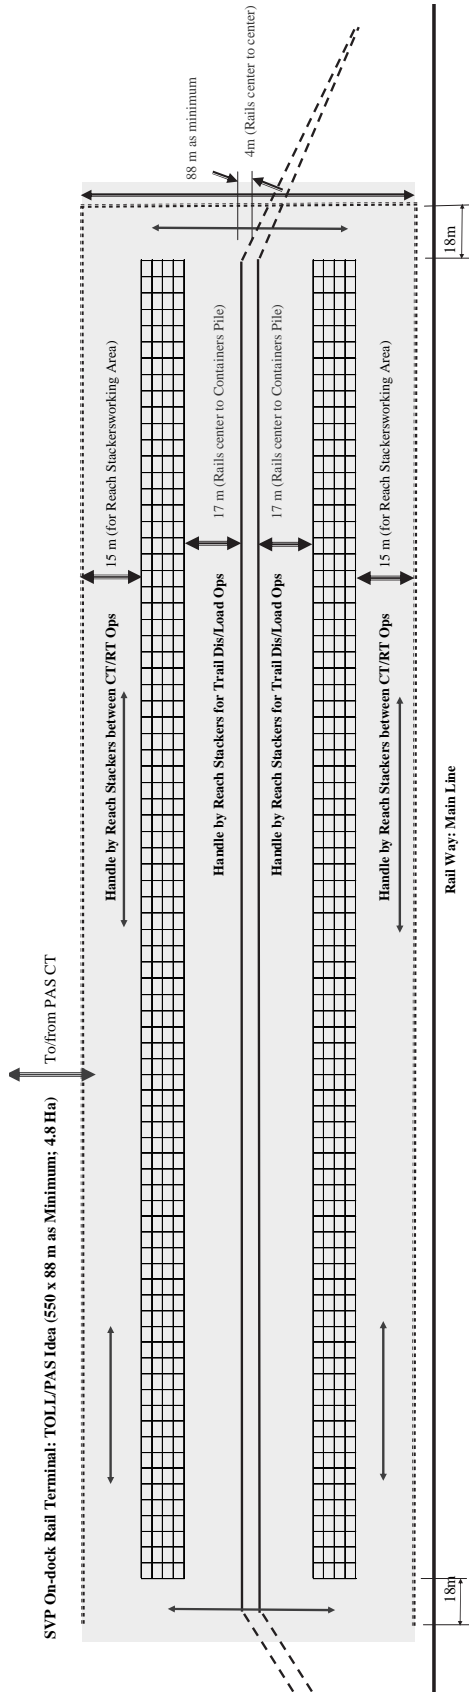 SVP On-dock Rail Terminal: TOLL/PAS Idea (550 x 88 m as Minimum; 4.8 Ha)
To/from PAS CT
Handle by Reach Stackers between CT/RT Ops
15 m (for Reach Stackersworking Area)
88 m as minimum
Handle by Reach Stackers for Trail Dis/Load Ops
17 m (Rails center to Containers Pile)
4m (Rails center to center)
Handle by Reach Stackers for Trail Dis/Load Ops
17 m (Rails center to Containers Pile)
Handle by Reach Stackers between CT/RT Ops
15 m (for Reach Stackersworking Area)
18m
Rail Way: Main Line
18m